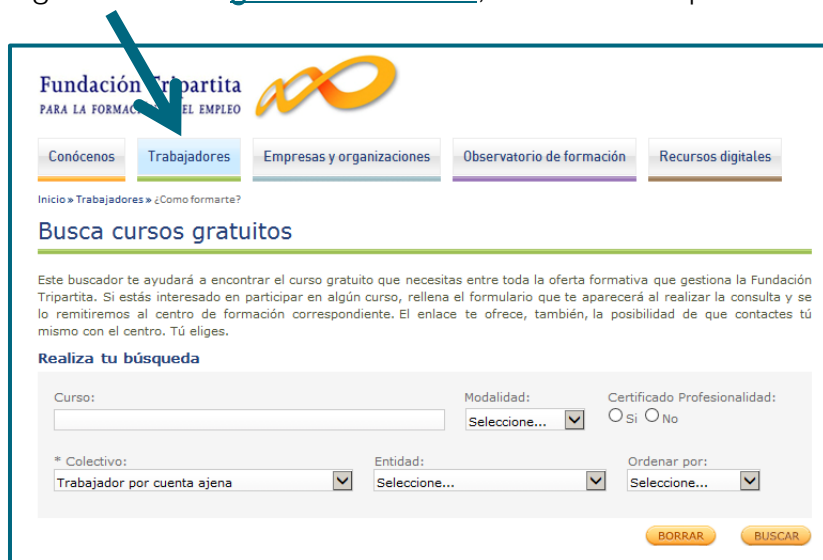 Fundación Tripartita
PARA LA FORMACIÓN EL EMPLEO
Conócenos Trabajadores Empresas y organizaciones Observatorio de formación Recursos digitales
Inicio » Trabajadores » ¿Como formarte?
Busca cursos gratuitos
Este buscador te ayudará a encontrar el curso gratuito que necesitas entre toda la oferta formativa que gestiona la Fundación
Tripartita. Si estás interesado en participar en algún curso, rellena el formulario que te aparecerá al realizar la consulta y se
lo remitiremos al centro de formación correspondiente. El enlace te ofrece, también, la posibilidad de que contactes tú
mismo con el centro. Tú eliges.
Realiza tu búsqueda
Curso: Modalidad: Certificado Profesionalidad:
Seleccione... Si No
* Colectivo: Entidad: Ordenar por:
Trabajador por cuenta ajena Seleccione... Seleccione...
BORRAR BUSCAR